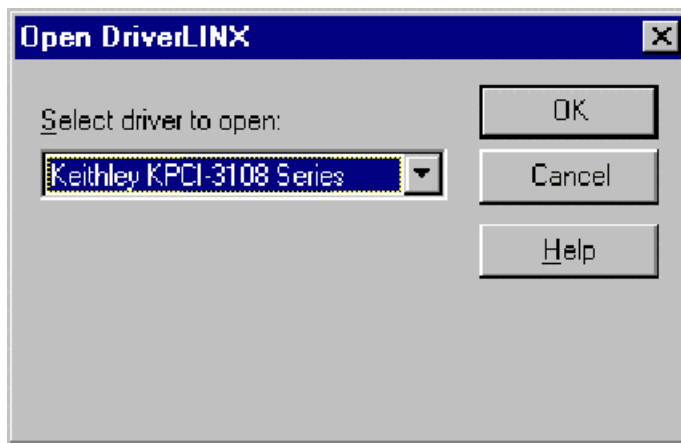 Open DriverLINX
Select driver to open:
Keithley KPCI-3108 Series
OK
Cancel
Help